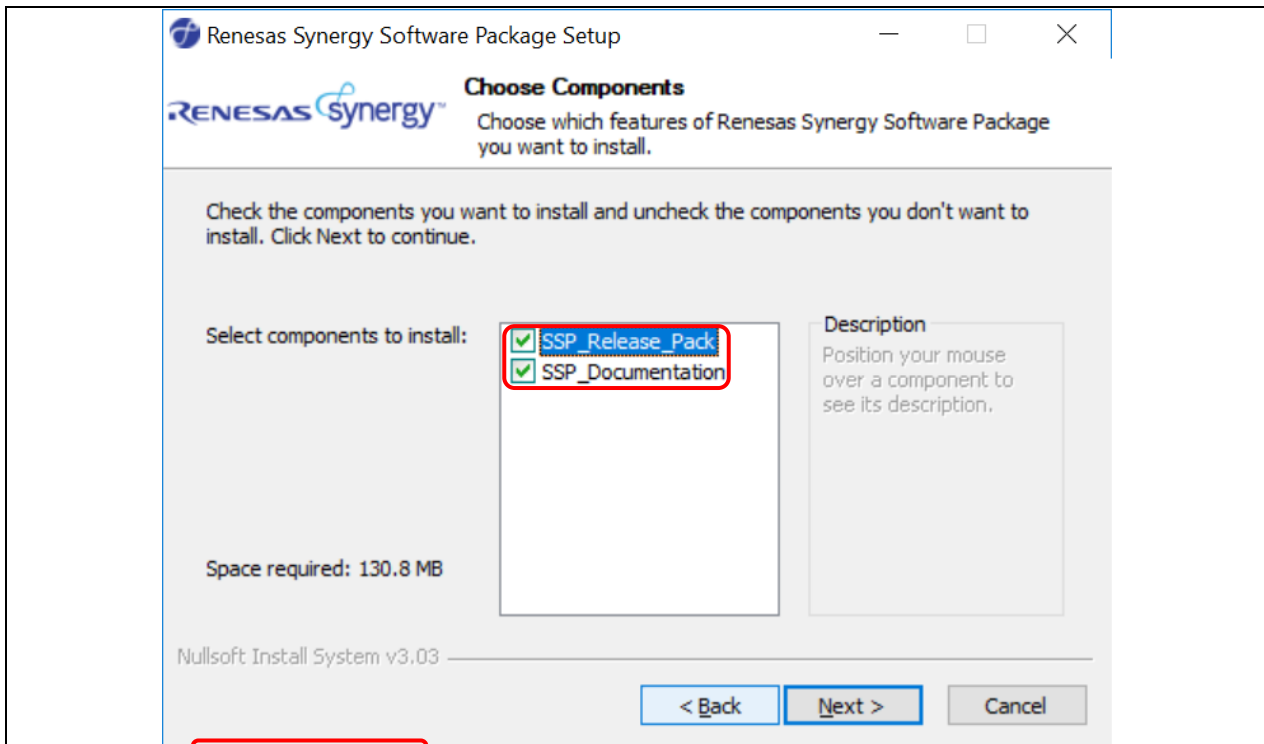 Renesas Synergy Software Package Setup
RENESAS synergy™
Choose Components
Choose which features of Renesas Synergy Software Package
you want to install.
Check the components you want to install and uncheck the components you don't want to
install. Click Next to continue.
Select components to install:
SSP_Release_Pack
SSP_Documentation
Description
Position your mouse
over a component to
see its description.
Space required: 130.8 MB
Nullsoft Install System v3.03
< Back
Next >
Cancel